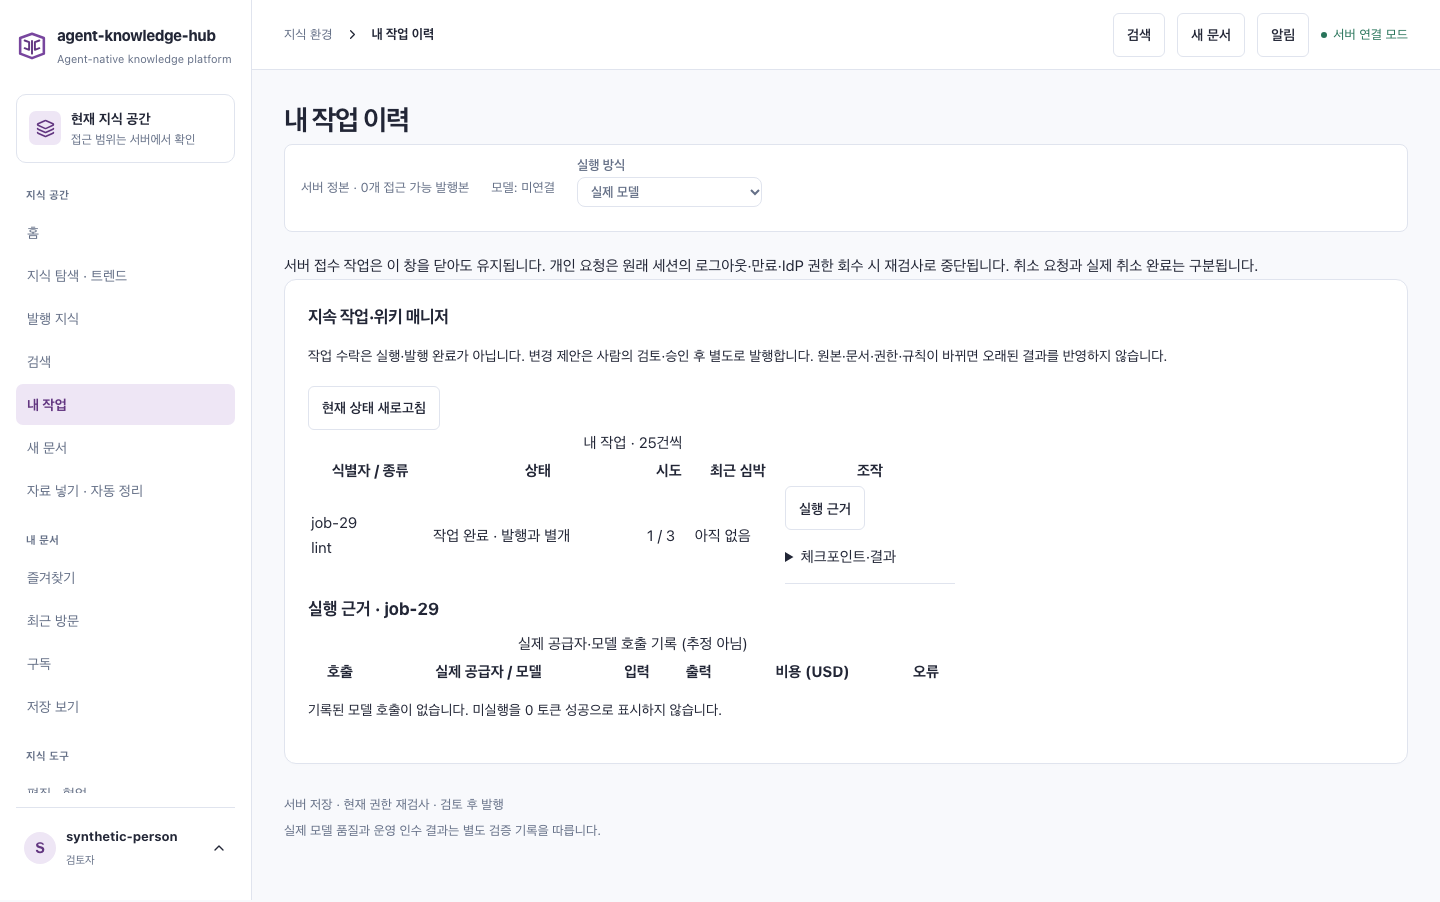 agent-knowledge-hub
Agent-native knowledge platform
현재 지식 공간
접근 범위는 서버에서 확인
지식 공간
홈
지식 탐색 · 트렌드
발행 지식
검색
내 작업
새 문서
자료 넣기 · 자동 정리
내 문서
즐겨찾기
최근 방문
구독
저장 보기
지식 도구
S
synthetic-person
검토자
지식 환경
내 작업 이력
검색
새 문서
알림
서버 연결 모드
내 작업 이력
서버 정본 · 0개 접근 가능 발행본
모델: 미연결
실행 방식
실제 모델
서버 접수 작업은 이 창을 닫아도 유지됩니다. 개인 요청은 원래 세션의 로그아웃·만료·IdP 권한 회수 시 재검사로 중단됩니다. 취소 요청과 실제 취소 완료는 구분됩니다.
지속 작업·위키 매니저
작업 수락은 실행·발행 완료가 아닙니다. 변경 제안은 사람의 검토·승인 후 별도로 발행합니다. 원본·문서·권한·규칙이 바뀌면 오래된 결과를 반영하지 않습니다.
현재 상태 새로고침
내 작업 · 25건씩
식별자 / 종류 상태 시도 최근 심박 조작
job-29
lint
작업 완료 · 발행과 별개
1 / 3
아직 없음
실행 근거
▶ 체크포인트·결과
실행 근거 · job-29
실제 공급자·모델 호출 기록 (추정 아님)
호출 실제 공급자 / 모델 입력 출력 비용 (USD) 오류
기록된 모델 호출이 없습니다. 미실행을 0 토큰 성공으로 표시하지 않습니다.
서버 저장 · 현재 권한 재검사 · 검토 후 발행
실제 모델 품질과 운영 인수 결과는 별도 검증 기록을 따릅니다.